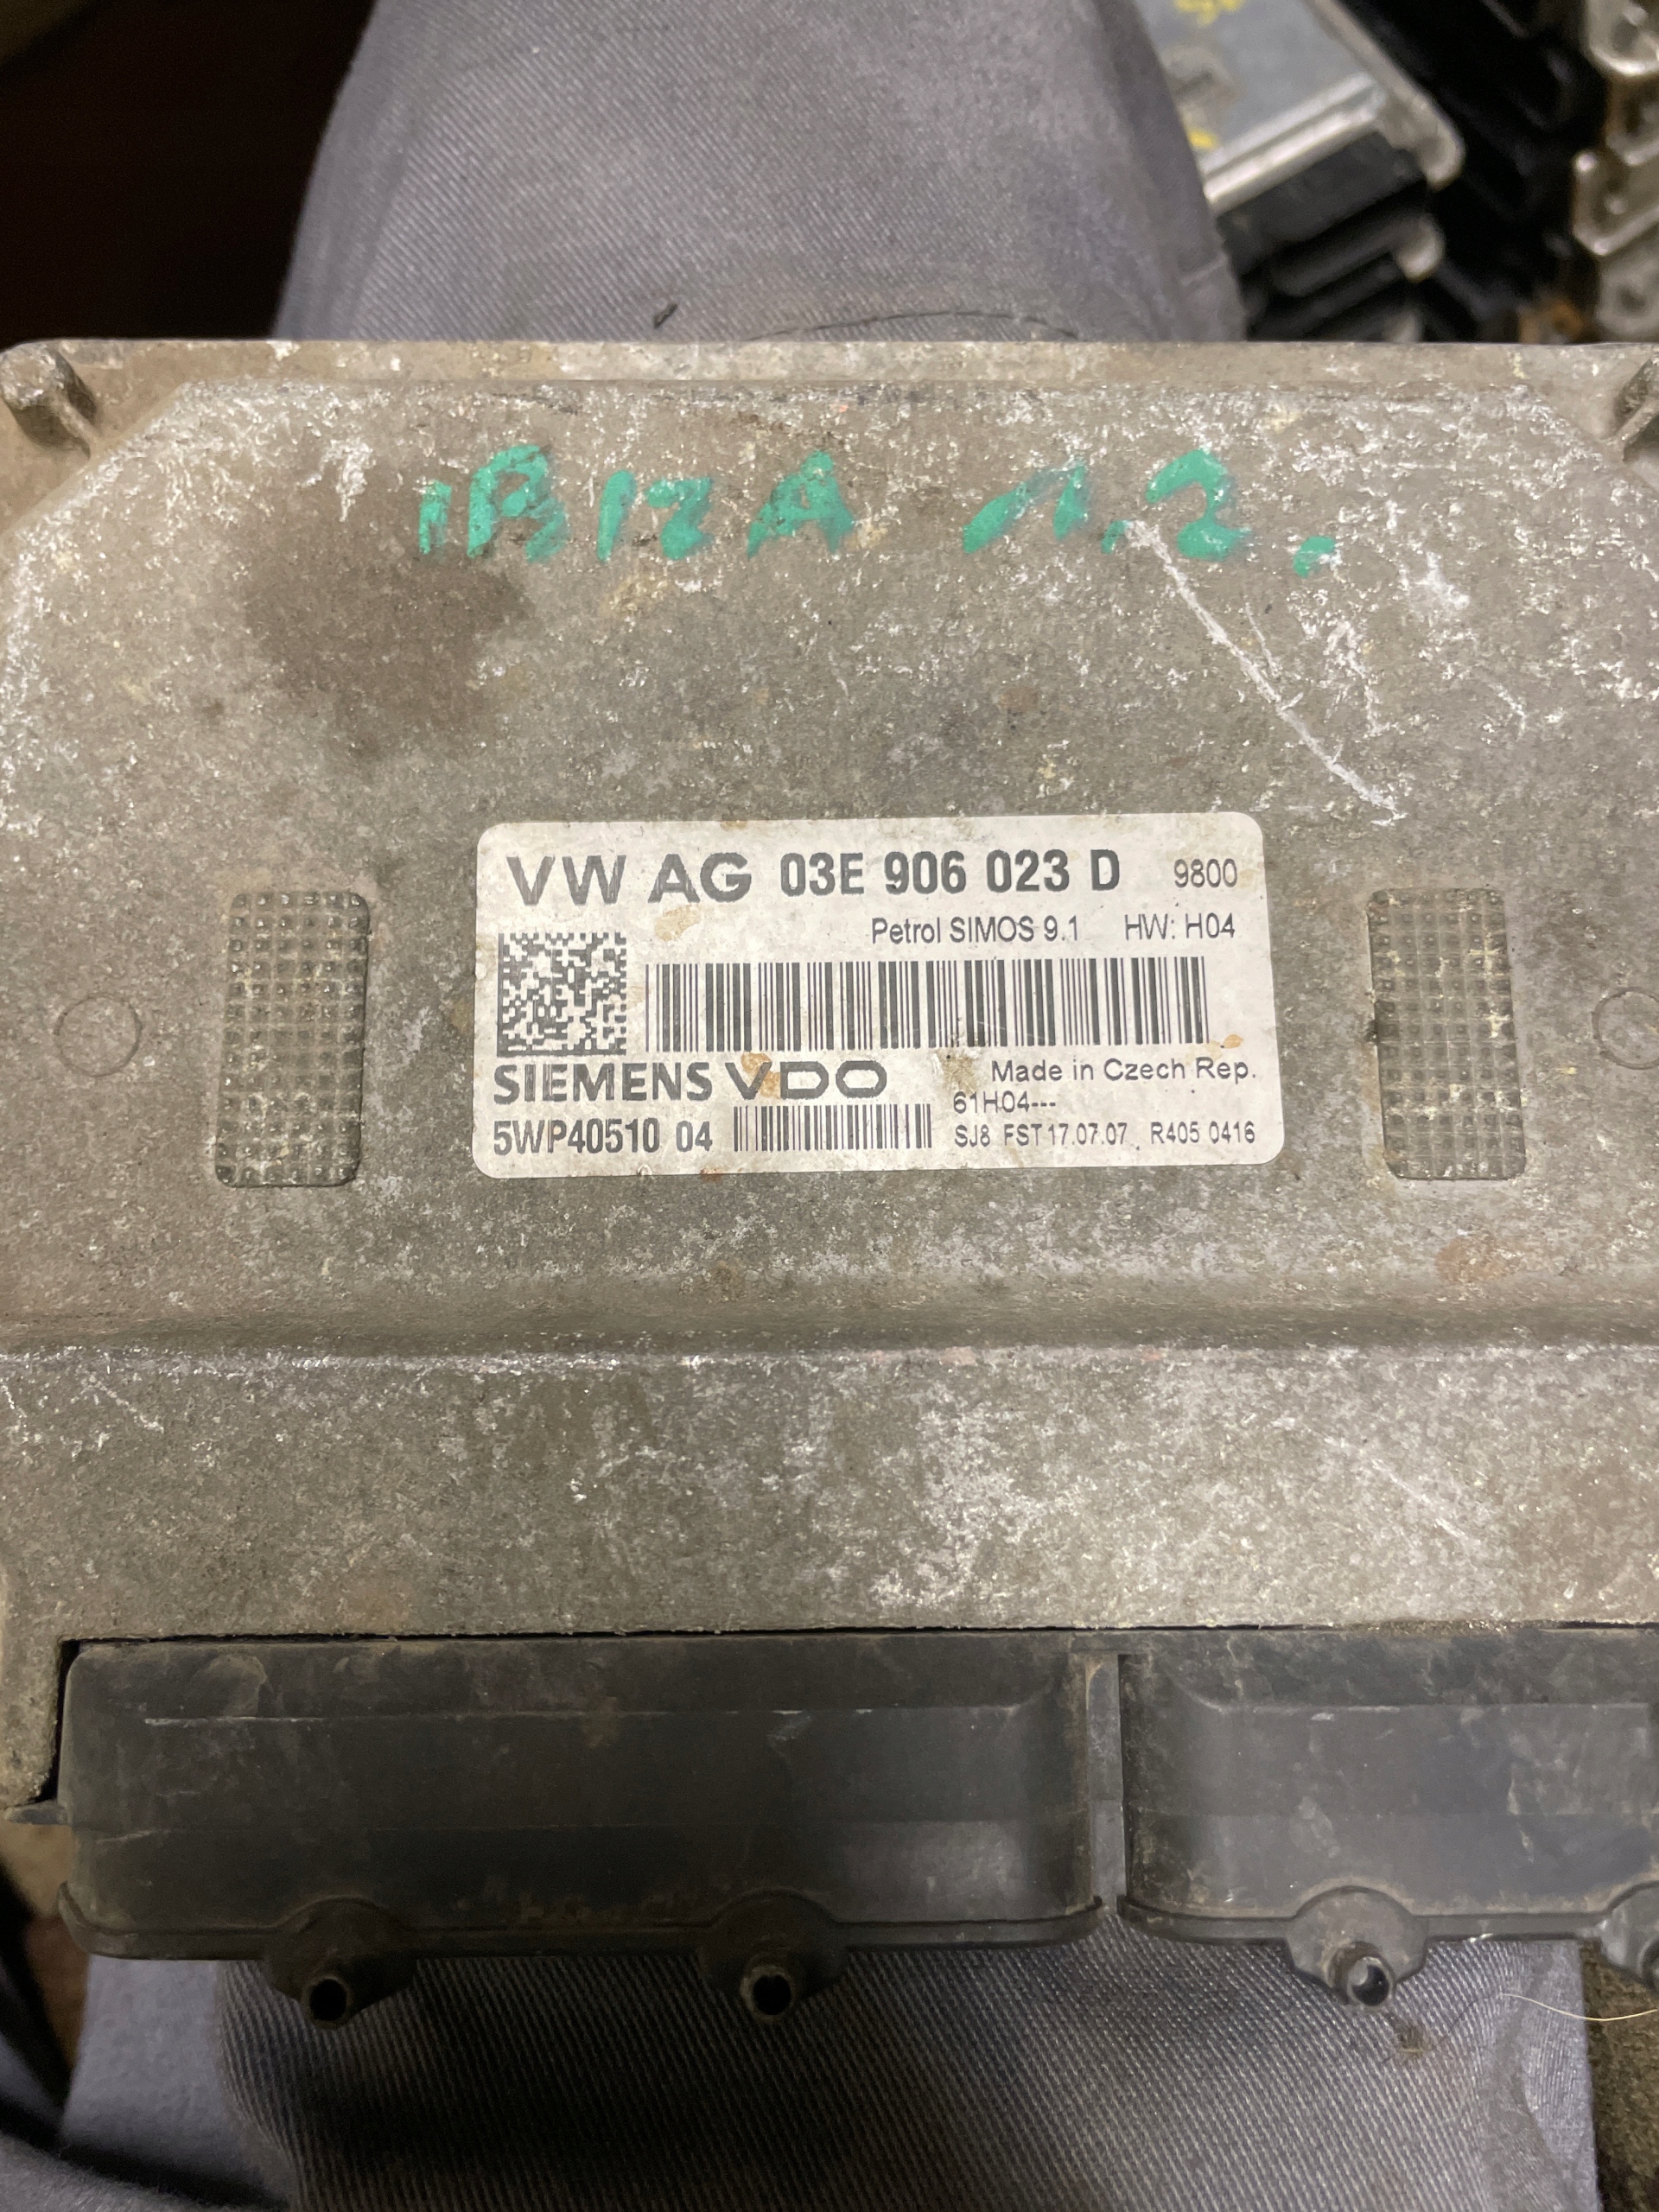 IBIZA 1.2.
VW AG 03E 906 023 D 9800
Petrol SIMOS 9.1 HW: H04
SIEMENS VDO Made in Czech Rep.
61H04---
5WP40510 04 SJ8 FST 17.07.07 R405 0416